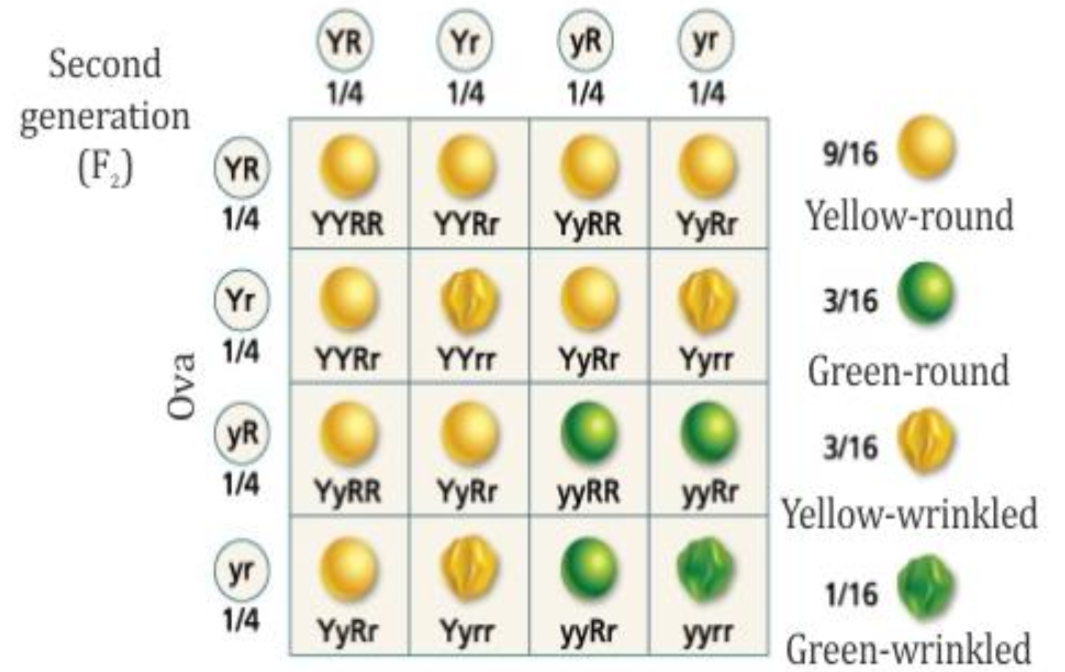 Second
generation
(F₂)
YR Yr yR yr
1/4 1/4 1/4 1/4
Ova
YR
1/4
YYRR YYRr YyRR YyRr
Yr
1/4
YYRr YYrr YyRr Yyrr
yR
1/4
YyRR YyRr yyRR yyRr
yr
1/4
YyRr Yyrr yyRr yyrr
9/16
Yellow-round
3/16
Green-round
3/16
Yellow-wrinkled
1/16
Green-wrinkled